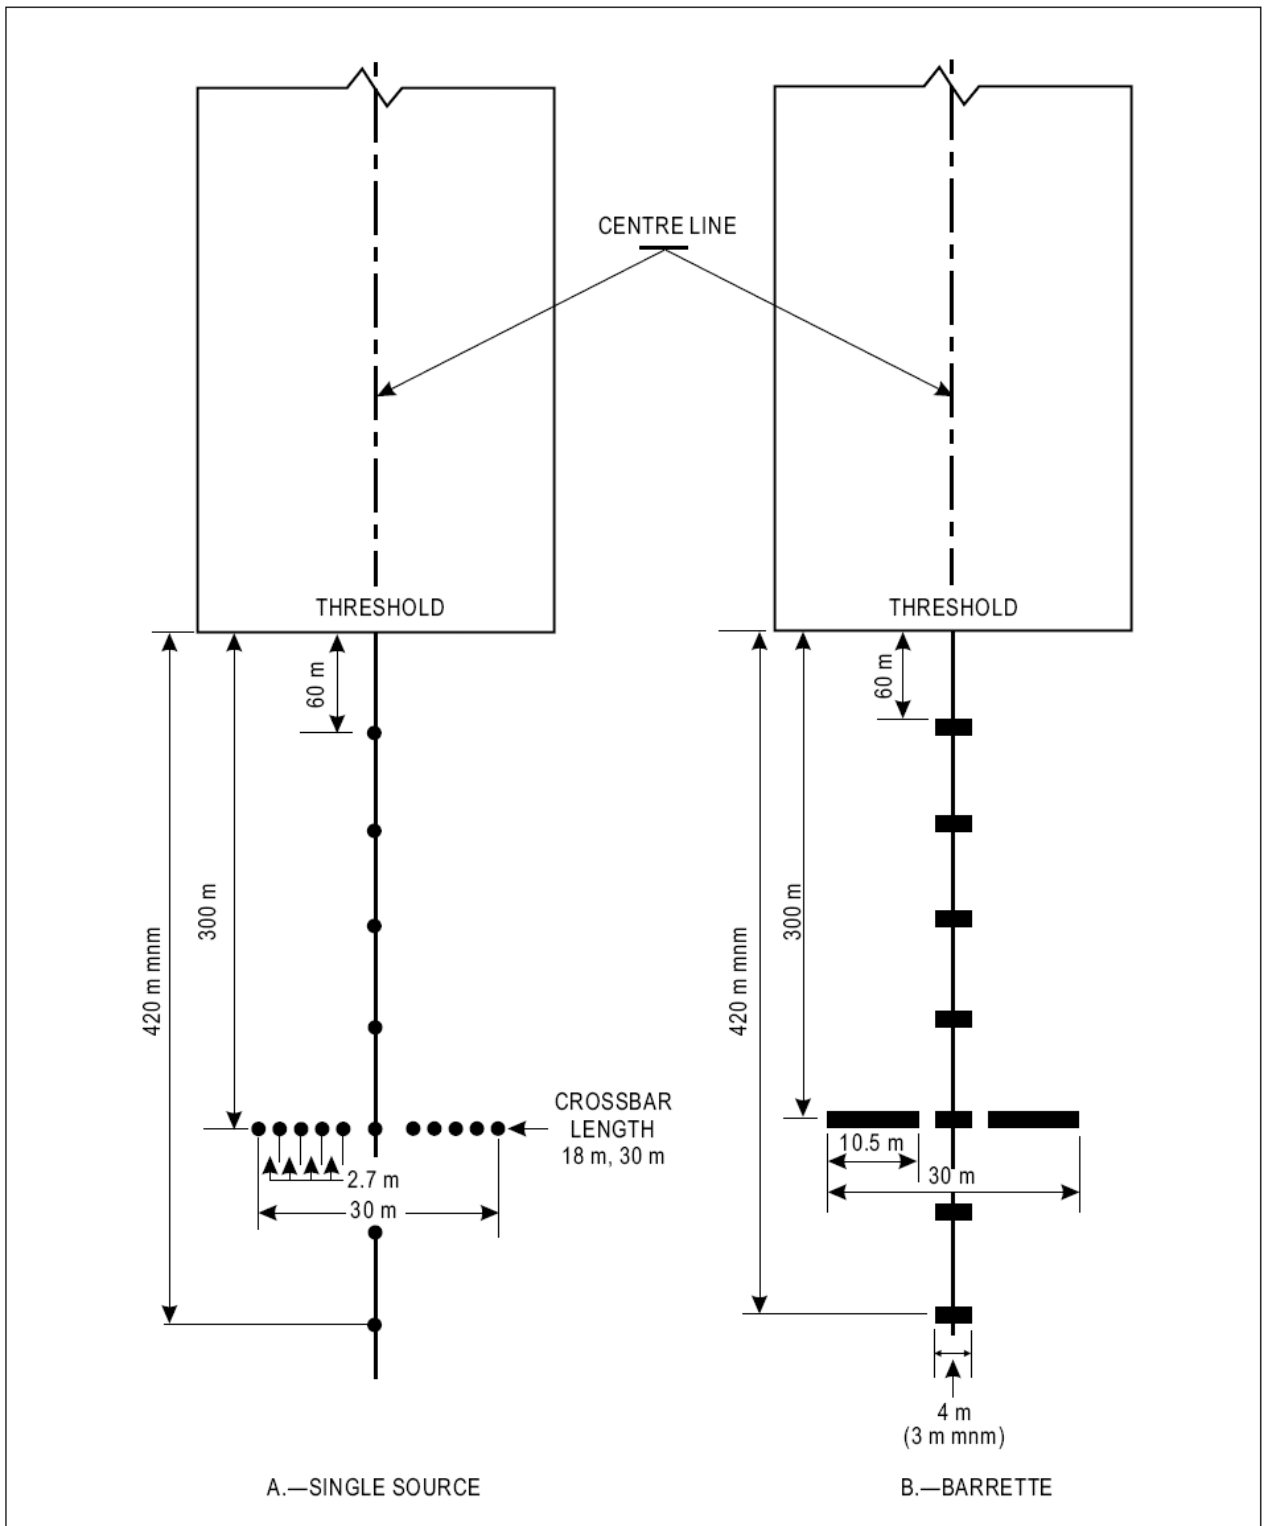 CENTRE LINE
THRESHOLD
THRESHOLD
60 m
60 m
300 m
300 m
420 m mnm
420 m mnm
CROSSBAR
LENGTH
18 m, 30 m
2.7 m
30 m
10.5 m
30 m
4 m
(3 m mnm)
A.—SINGLE SOURCE
B.—BARRETTE